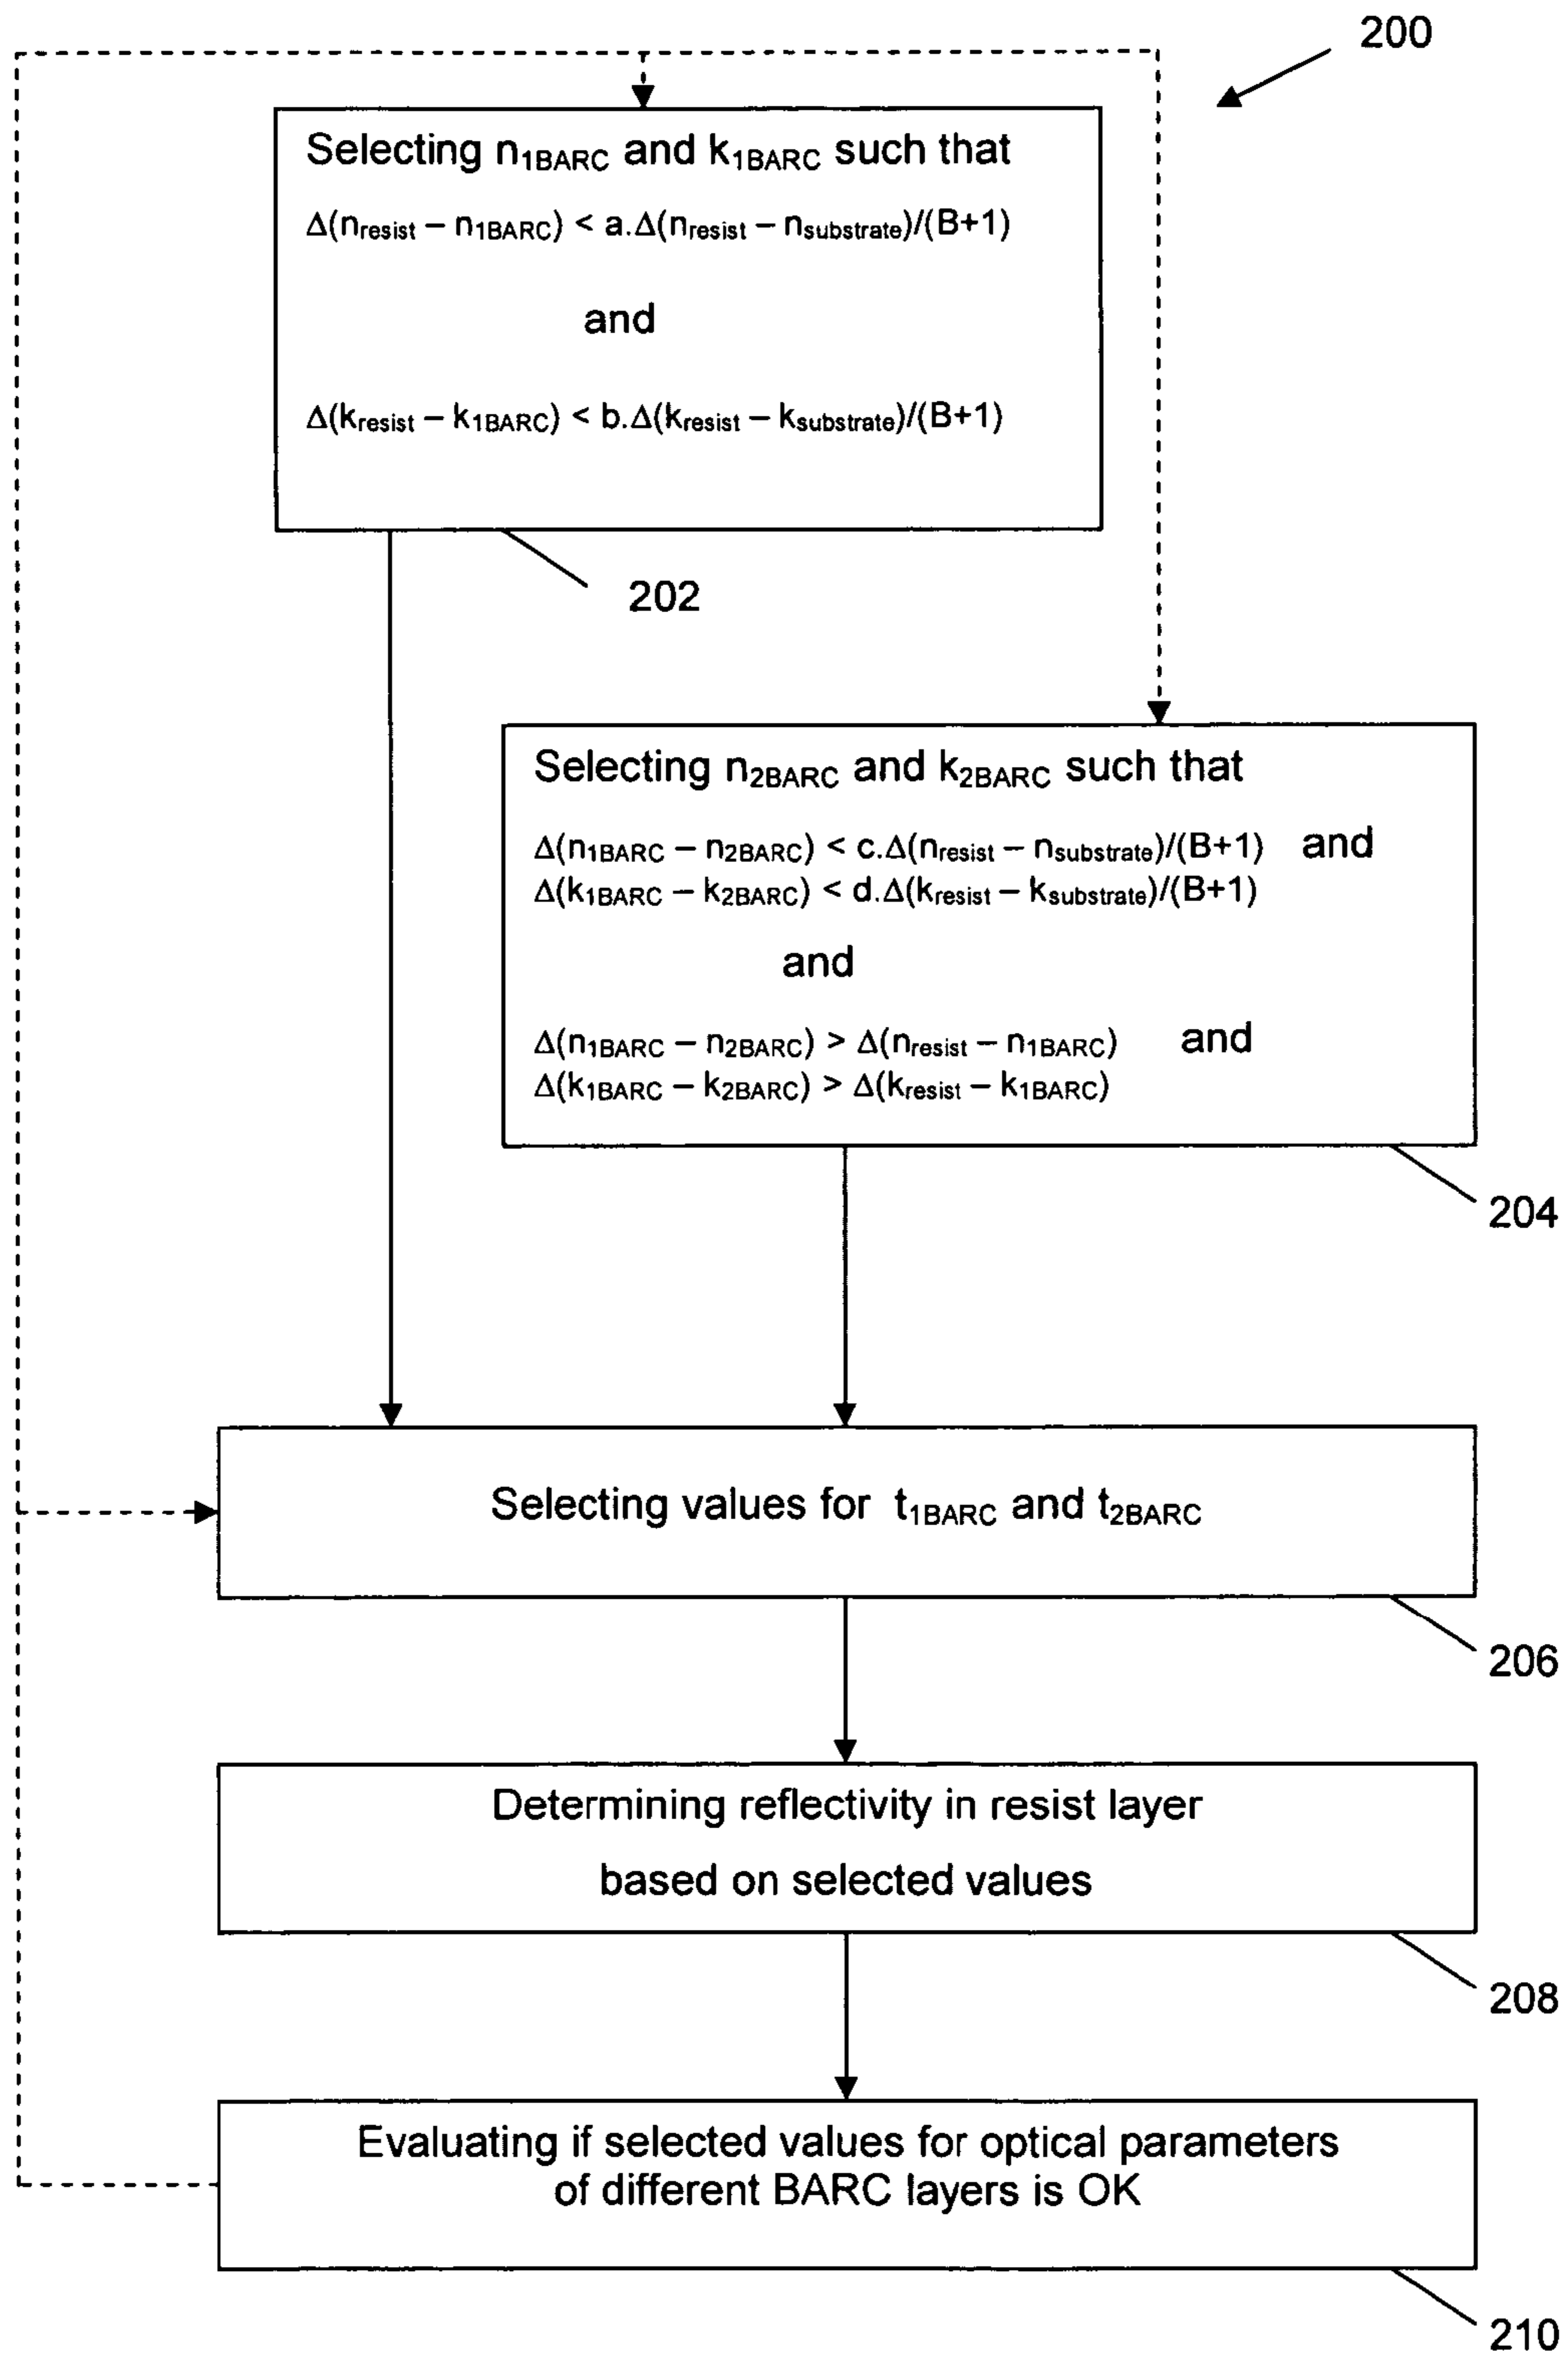 200
Selecting n1BARC and k1BARC such that
Δ(nresist – n1BARC) < a.Δ(nresist – nsubstrate)/(B+1)
and
Δ(kresist – k1BARC) < b.Δ(kresist – ksubstrate)/(B+1)
202
Selecting n2BARC and k2BARC such that
Δ(n1BARC – n2BARC) < c.Δ(nresist – nsubstrate)/(B+1) and
Δ(k1BARC – k2BARC) < d.Δ(kresist – ksubstrate)/(B+1)
and
Δ(n1BARC – n2BARC) > Δ(nresist – n1BARC) and
Δ(k1BARC – k2BARC) > Δ(kresist – k1BARC)
204
Selecting values for t1BARC and t2BARC
206
Determining reflectivity in resist layer
based on selected values
208
Evaluating if selected values for optical parameters
of different BARC layers is OK
210